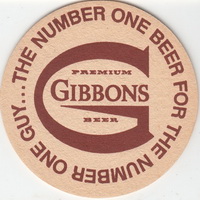 ...THE NUMBER ONE BEER FOR THE NUMBER ONE GUY
G
PREMIUM
GIBBONS
BEER